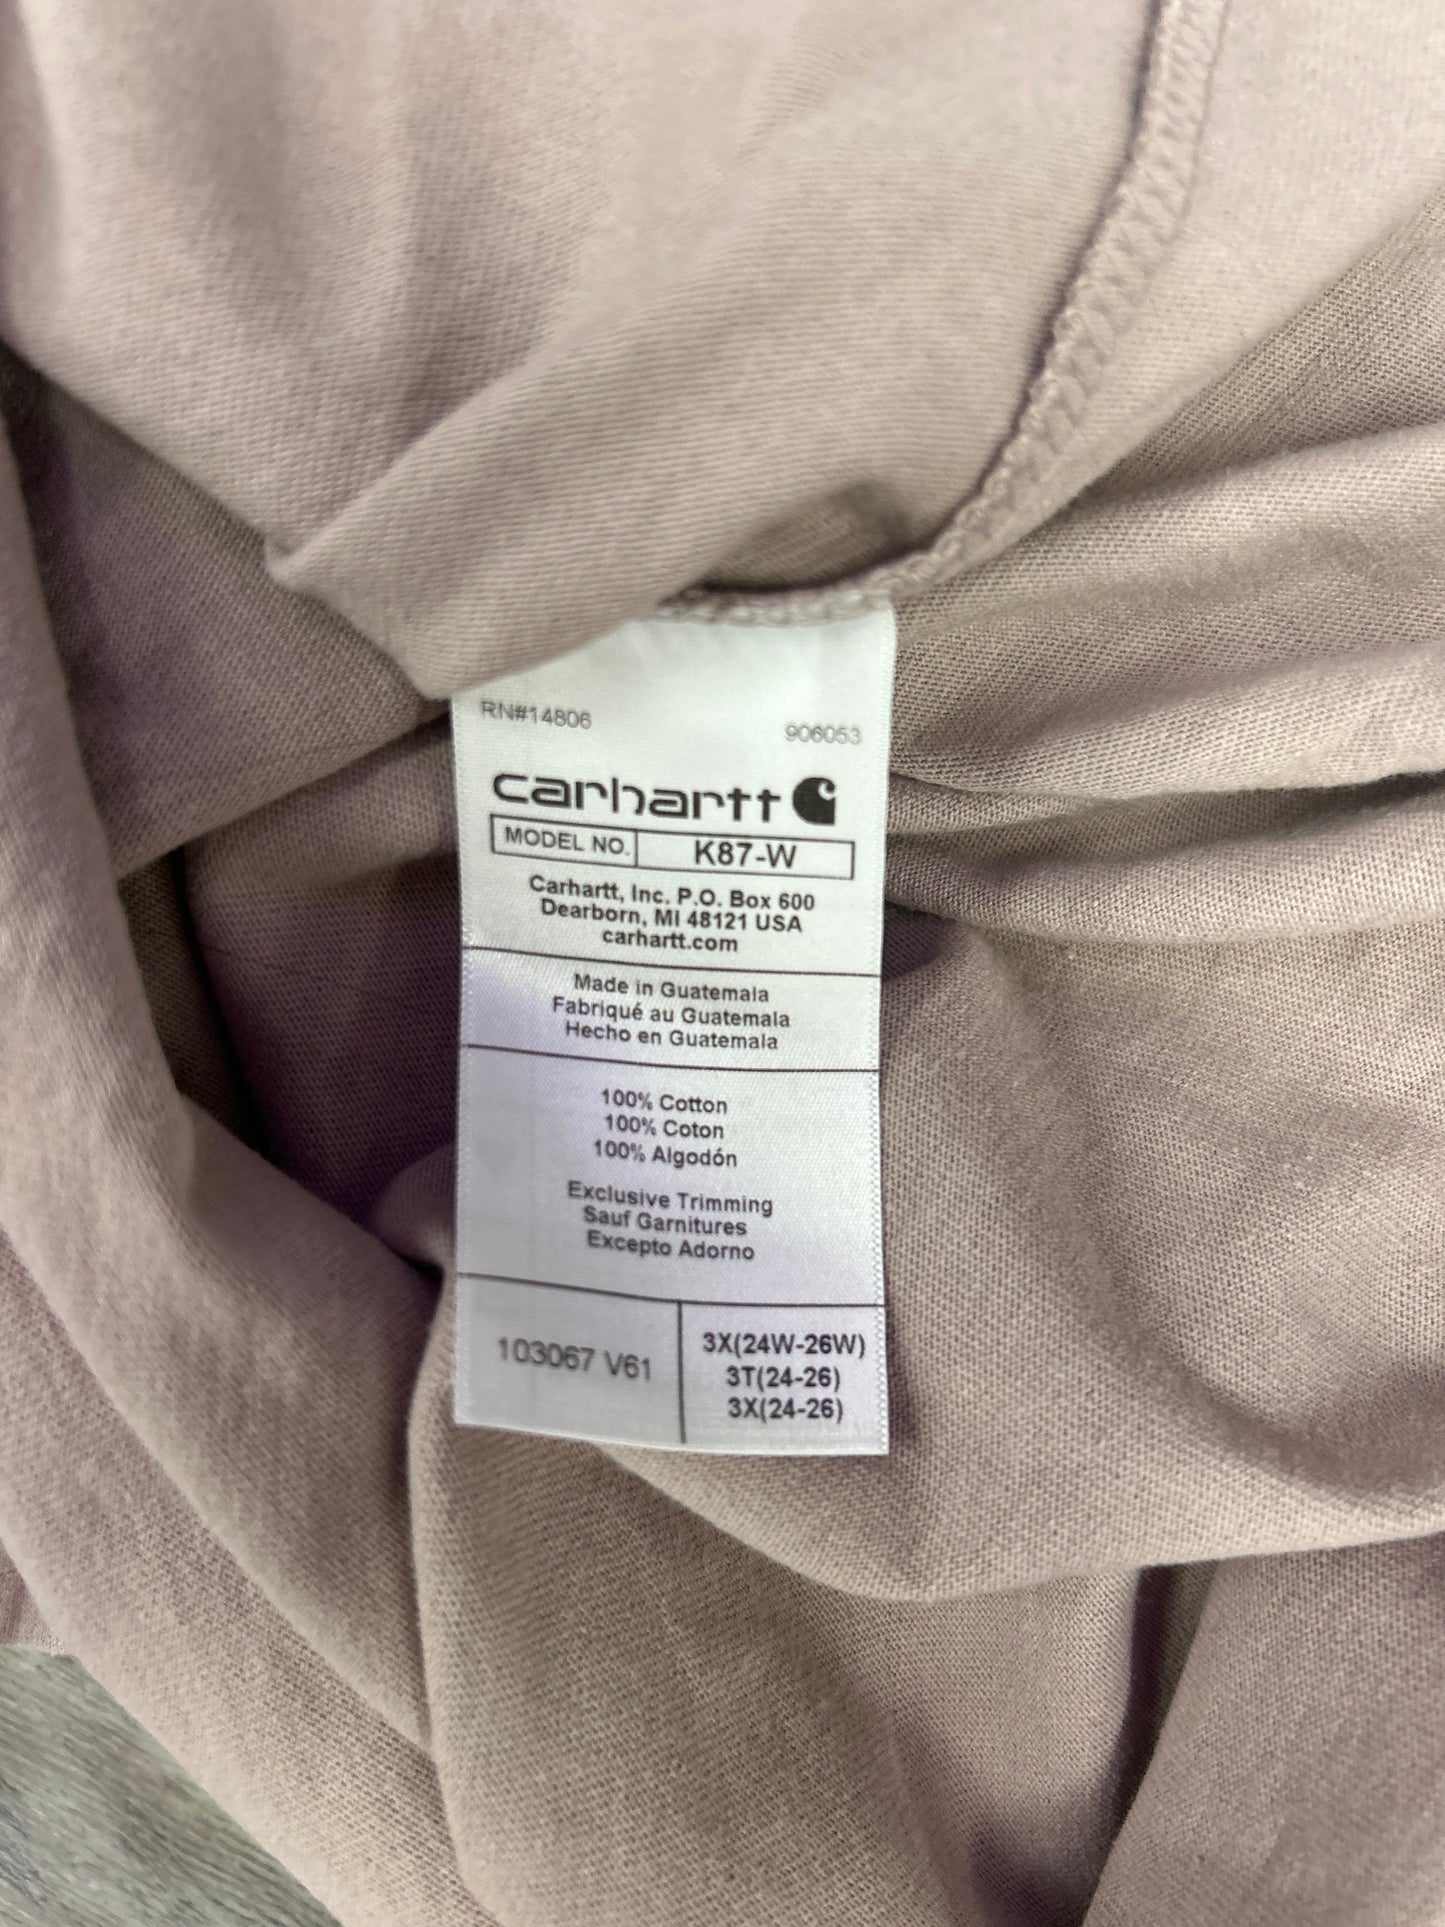 RN#14806 906053
carhartt
MODEL NO. K87-W
Carhartt, Inc. P.O. Box 600
Dearborn, MI 48121 USA
carhartt.com
Made in Guatemala
Fabriqué au Guatemala
Hecho en Guatemala
100% Cotton
100% Coton
100% Algodón
Exclusive Trimming
Sauf Garnitures
Excepto Adorno
103067 V61
3X(24W-26W)
3T(24-26)
3X(24-26)